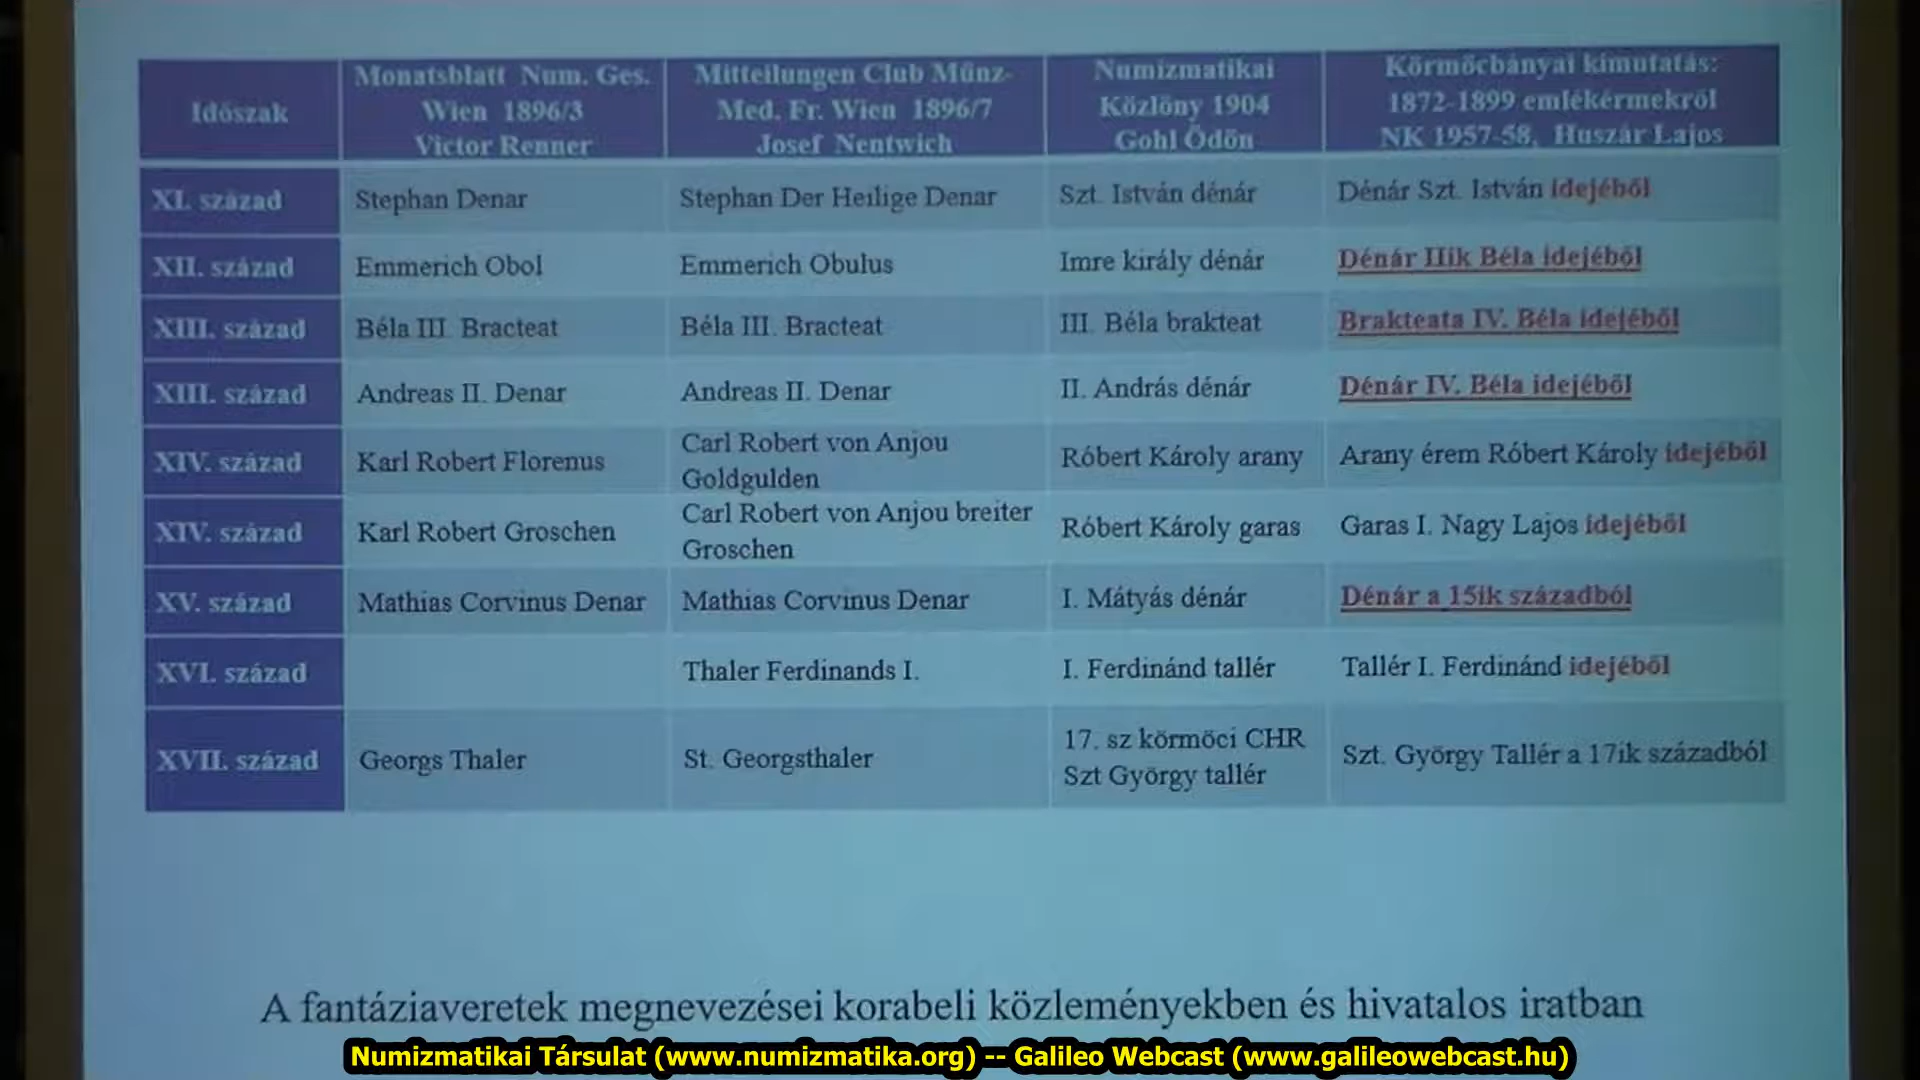 Időszak
Monatsblatt Num. Ges.
Wien 1896/3
Victor Renner
Mitteilungen Club Münz-
Med. Fr. Wien 1896/7
Josef Nentwich
Numizmatikai
Közlöny 1904
Gohl Ödön
Körmöcbányai kimutatás:
1872-1899 emlékérmekről
NK 1957-58, Huszár Lajos
XI. század
Stephan Denar
Stephan Der Heilige Denar
Szt. István dénár
Dénár Szt. István idejéből
XII. század
Emmerich Obol
Emmerich Obulus
Imre király dénár
Dénár IIik Béla idejéből
XIII. század
Béla III. Bracteat
Béla III. Bracteat
III. Béla brakteat
Brakteata IV. Béla idejéből
XIII. század
Andreas II. Denar
Andreas II. Denar
II. András dénár
Dénár IV. Béla idejéből
XIV. század
Karl Robert Florenus
Carl Robert von Anjou
Goldgulden
Róbert Károly arany
Arany érem Róbert Károly idejéből
XIV. század
Karl Robert Groschen
Carl Robert von Anjou breiter
Groschen
Róbert Károly garas
Garas I. Nagy Lajos idejéből
XV. század
Mathias Corvinus Denar
Mathias Corvinus Denar
I. Mátyás dénár
Dénár a 15ik századból
XVI. század
Thaler Ferdinands I.
I. Ferdinánd tallér
Tallér I. Ferdinánd idejéből
XVII. század
Georgs Thaler
St. Georgsthaler
17. sz körmöci CHR
Szt György tallér
Szt. György Tallér a 17ik századból
A fantáziaveretek megnevezései korabeli közleményekben és hivatalos iratban
Numizmatikai Társulat (www.numizmatika.org) -- Galileo Webcast (www.galileowebcast.hu)